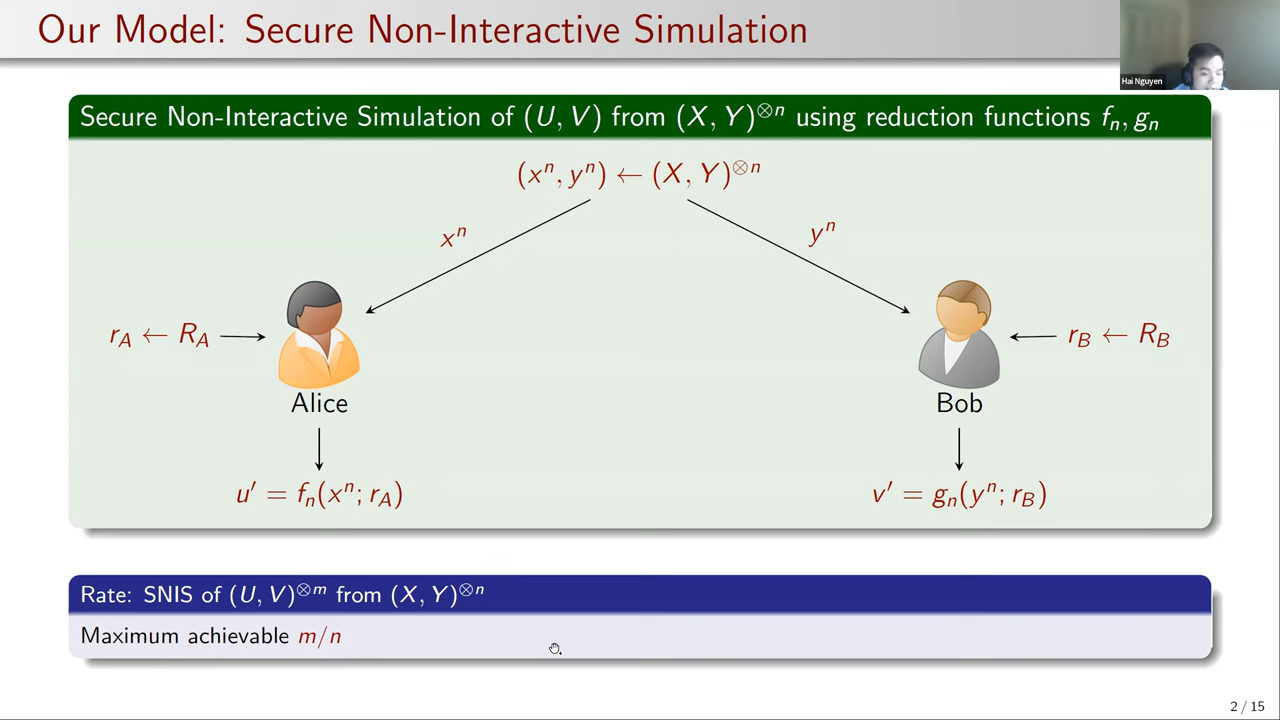 Our Model: Secure Non-Interactive Simulation
Hai Nguyen
Secure Non-Interactive Simulation of (U, V) from (X, Y)^{⊗n} using reduction functions f_n, g_n
(x^n, y^n) ← (X, Y)^{⊗n}
x^n
y^n
r_A ← R_A
r_B ← R_B
Alice
Bob
u′ = f_n(x^n; r_A)
v′ = g_n(y^n; r_B)
Rate: SNIS of (U, V)^{⊗m} from (X, Y)^{⊗n}
Maximum achievable m/n
2 / 15